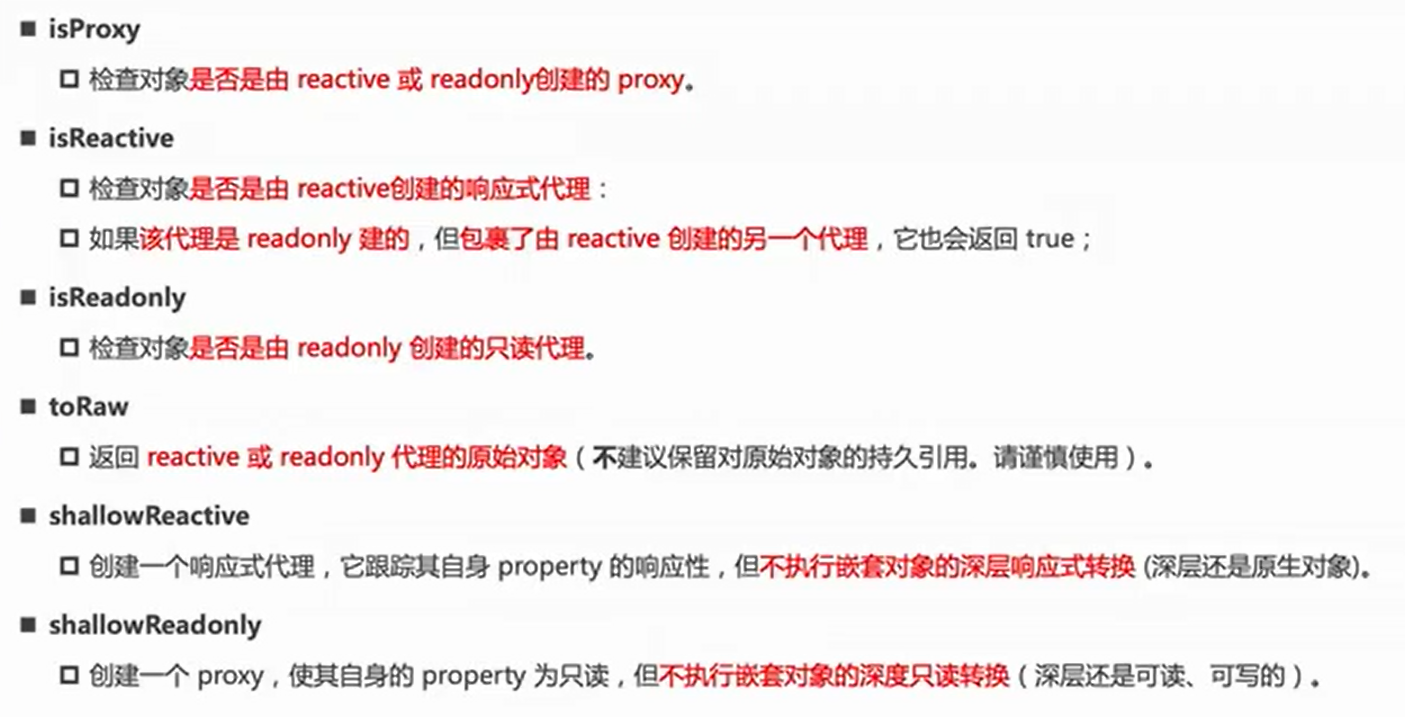 ■ isProxy
□ 检查对象是否是由 reactive 或 readonly创建的 proxy。
■ isReactive
□ 检查对象是否是由 reactive创建的响应式代理：
□ 如果该代理是 readonly 建的，但包裹了由 reactive 创建的另一个代理，它也会返回 true；
■ isReadonly
□ 检查对象是否是由 readonly 创建的只读代理。
■ toRaw
□ 返回 reactive 或 readonly 代理的原始对象（不建议保留对原始对象的持久引用。请谨慎使用）。
■ shallowReactive
□ 创建一个响应式代理，它跟踪其自身 property 的响应性，但不执行嵌套对象的深层响应式转换 (深层还是原生对象)。
■ shallowReadonly
□ 创建一个 proxy，使其自身的 property 为只读，但不执行嵌套对象的深度只读转换（深层还是可读、可写的）。